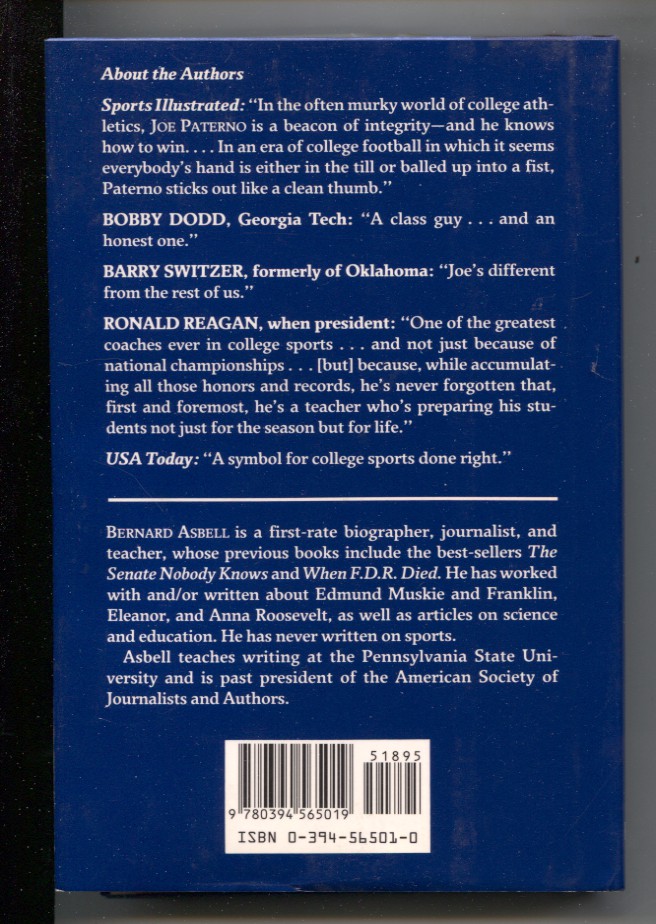 About the Authors
Sports Illustrated: “In the often murky world of college ath-
letics, JOE PATERNO is a beacon of integrity—and he knows
how to win. . . . In an era of college football in which it seems
everybody’s hand is either in the till or balled up into a fist,
Paterno sticks out like a clean thumb.”
BOBBY DODD, Georgia Tech: “A class guy . . . and an
honest one.”
BARRY SWITZER, formerly of Oklahoma: “Joe’s different
from the rest of us.”
RONALD REAGAN, when president: “One of the greatest
coaches ever in college sports . . . and not just because of
national championships . . . [but] because, while accumulat-
ing all those honors and records, he’s never forgotten that,
first and foremost, he’s a teacher who’s preparing his stu-
dents not just for the season but for life.”
USA Today: “A symbol for college sports done right.”
BERNARD ASBELL is a first-rate biographer, journalist, and
teacher, whose previous books include the best-sellers The
Senate Nobody Knows and When F.D.R. Died. He has worked
with and/or written about Edmund Muskie and Franklin,
Eleanor, and Anna Roosevelt, as well as articles on science
and education. He has never written on sports.
Asbell teaches writing at the Pennsylvania State Uni-
versity and is past president of the American Society of
Journalists and Authors.
51895
9 780394 565019
ISBN 0-394-56501-0